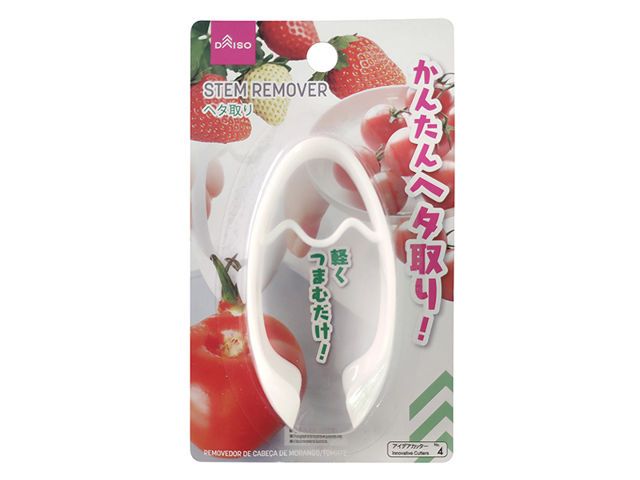 DAISO
STEM REMOVER
ヘタ取り
かんたんヘタ取り!
軽く
つまむだけ!
REMOVEDOR DE CABEÇA DE MORANGO/TOMATE
アイデアカッター
Innovative Cutters
No.
4